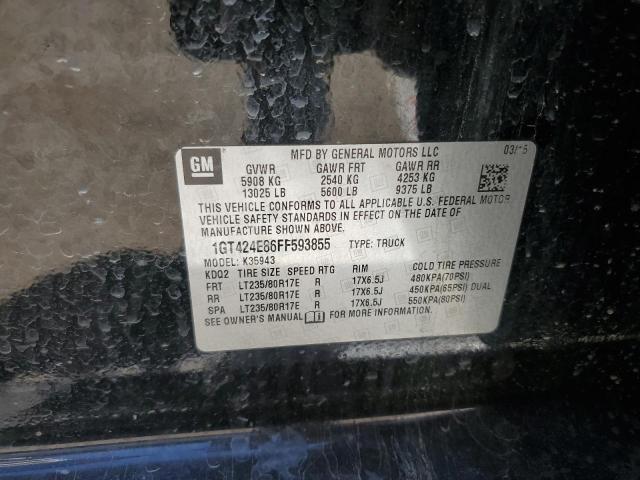 GM
MFD BY GENERAL MOTORS LLC
03/15
GVWR GAWR FRT GAWR RR
5908 KG 2540 KG 4253 KG
13025 LB 5600 LB 9375 LB
THIS VEHICLE CONFORMS TO ALL APPLICABLE U.S. FEDERAL MOTOR
VEHICLE SAFETY STANDARDS IN EFFECT ON THE DATE OF
MANUFACTURE SHOWN ABOVE.
1GT424E86FF593855 TYPE: TRUCK
MODEL: K35943
KDQ2 TIRE SIZE SPEED RTG RIM COLD TIRE PRESSURE
FRT LT235/80R17E R 17X6.5J 480KPA(70PSI)
RR LT235/80R17E R 17X6.5J 450KPA(65PSI) DUAL
SPA LT235/80R17E R 17X6.5J 550KPA(80PSI)
SEE OWNER'S MANUAL FOR MORE INFORMATION.